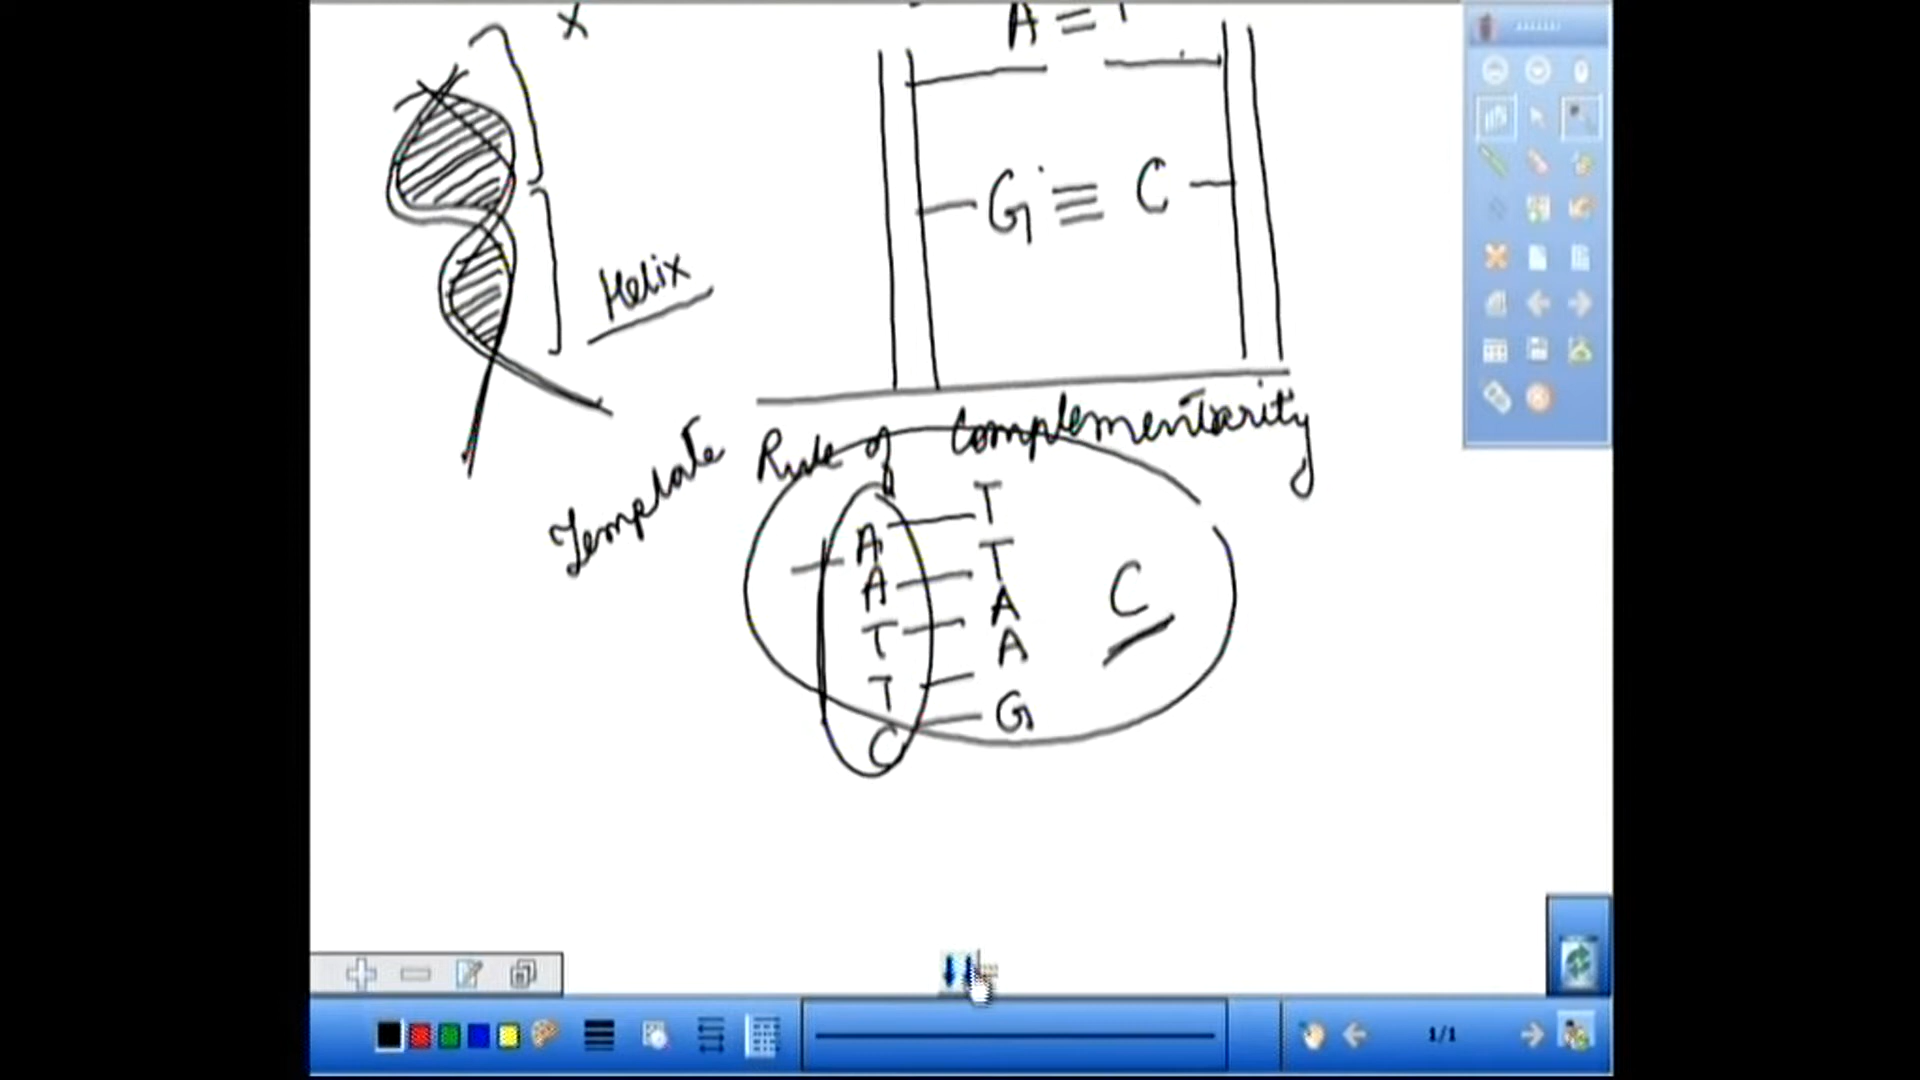 X
A =
G ≡ C
Helix
Template
Rule of Complementarity
A T
A T
T A
T A
C G
C
1/1